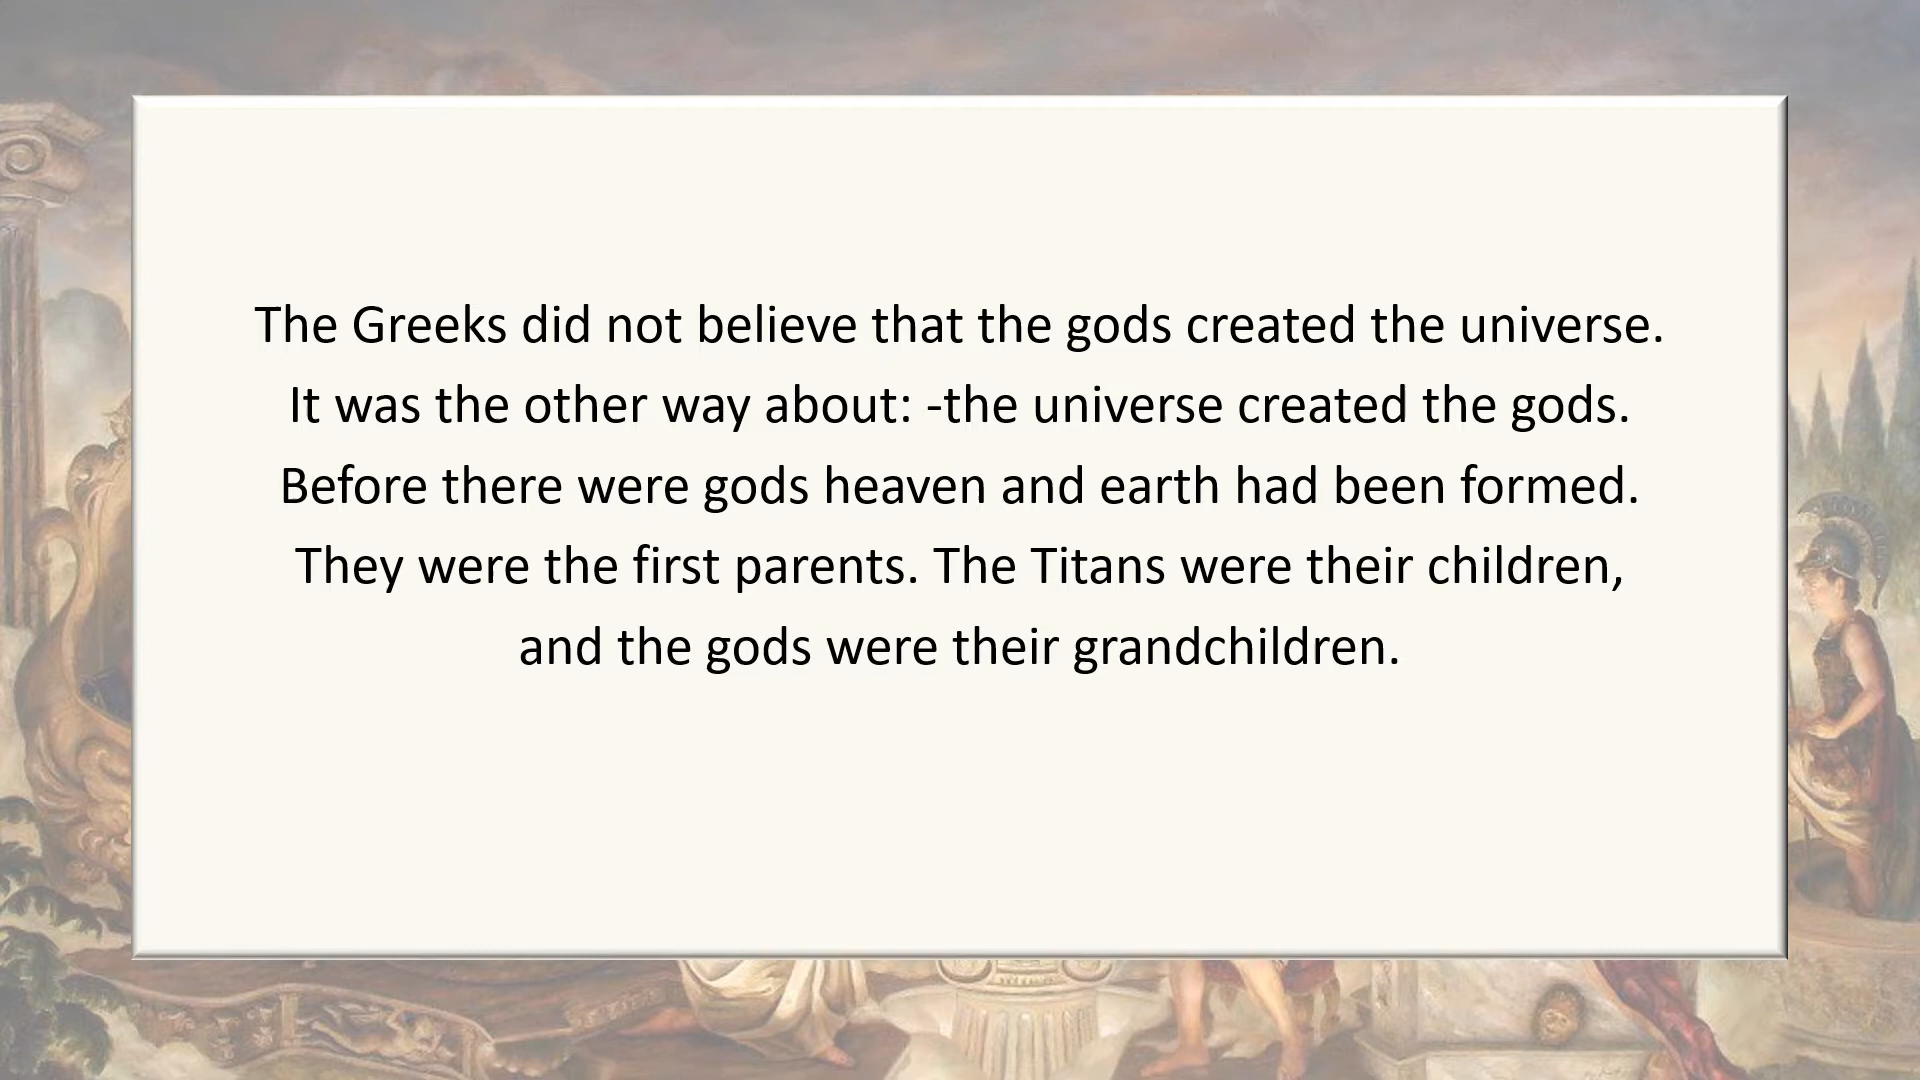 The Greeks did not believe that the gods created the universe.
It was the other way about: -the universe created the gods.
Before there were gods heaven and earth had been formed.
They were the first parents. The Titans were their children,
and the gods were their grandchildren.